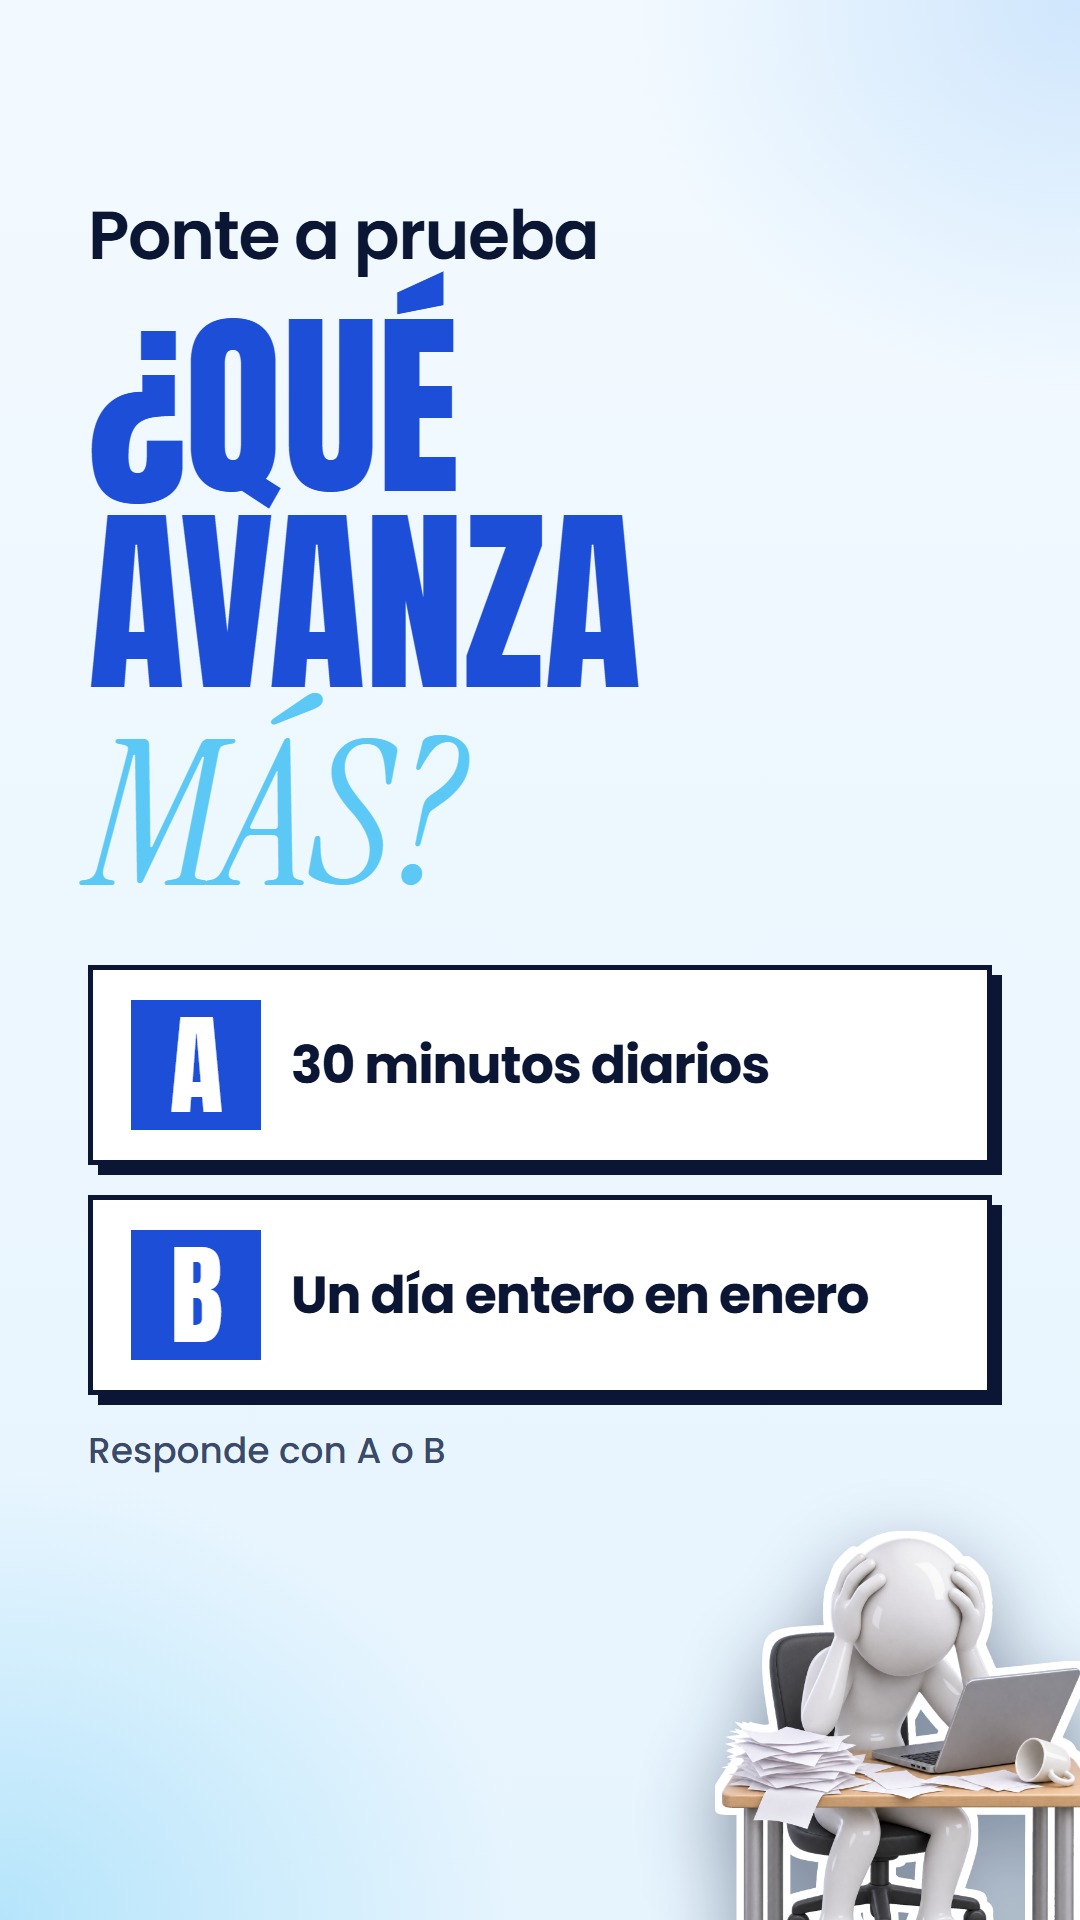 Ponte a prueba
¿QUÉ
AVANZA
MÁS?
A
30 minutos diarios
B
Un día entero en enero
Responde con A o B